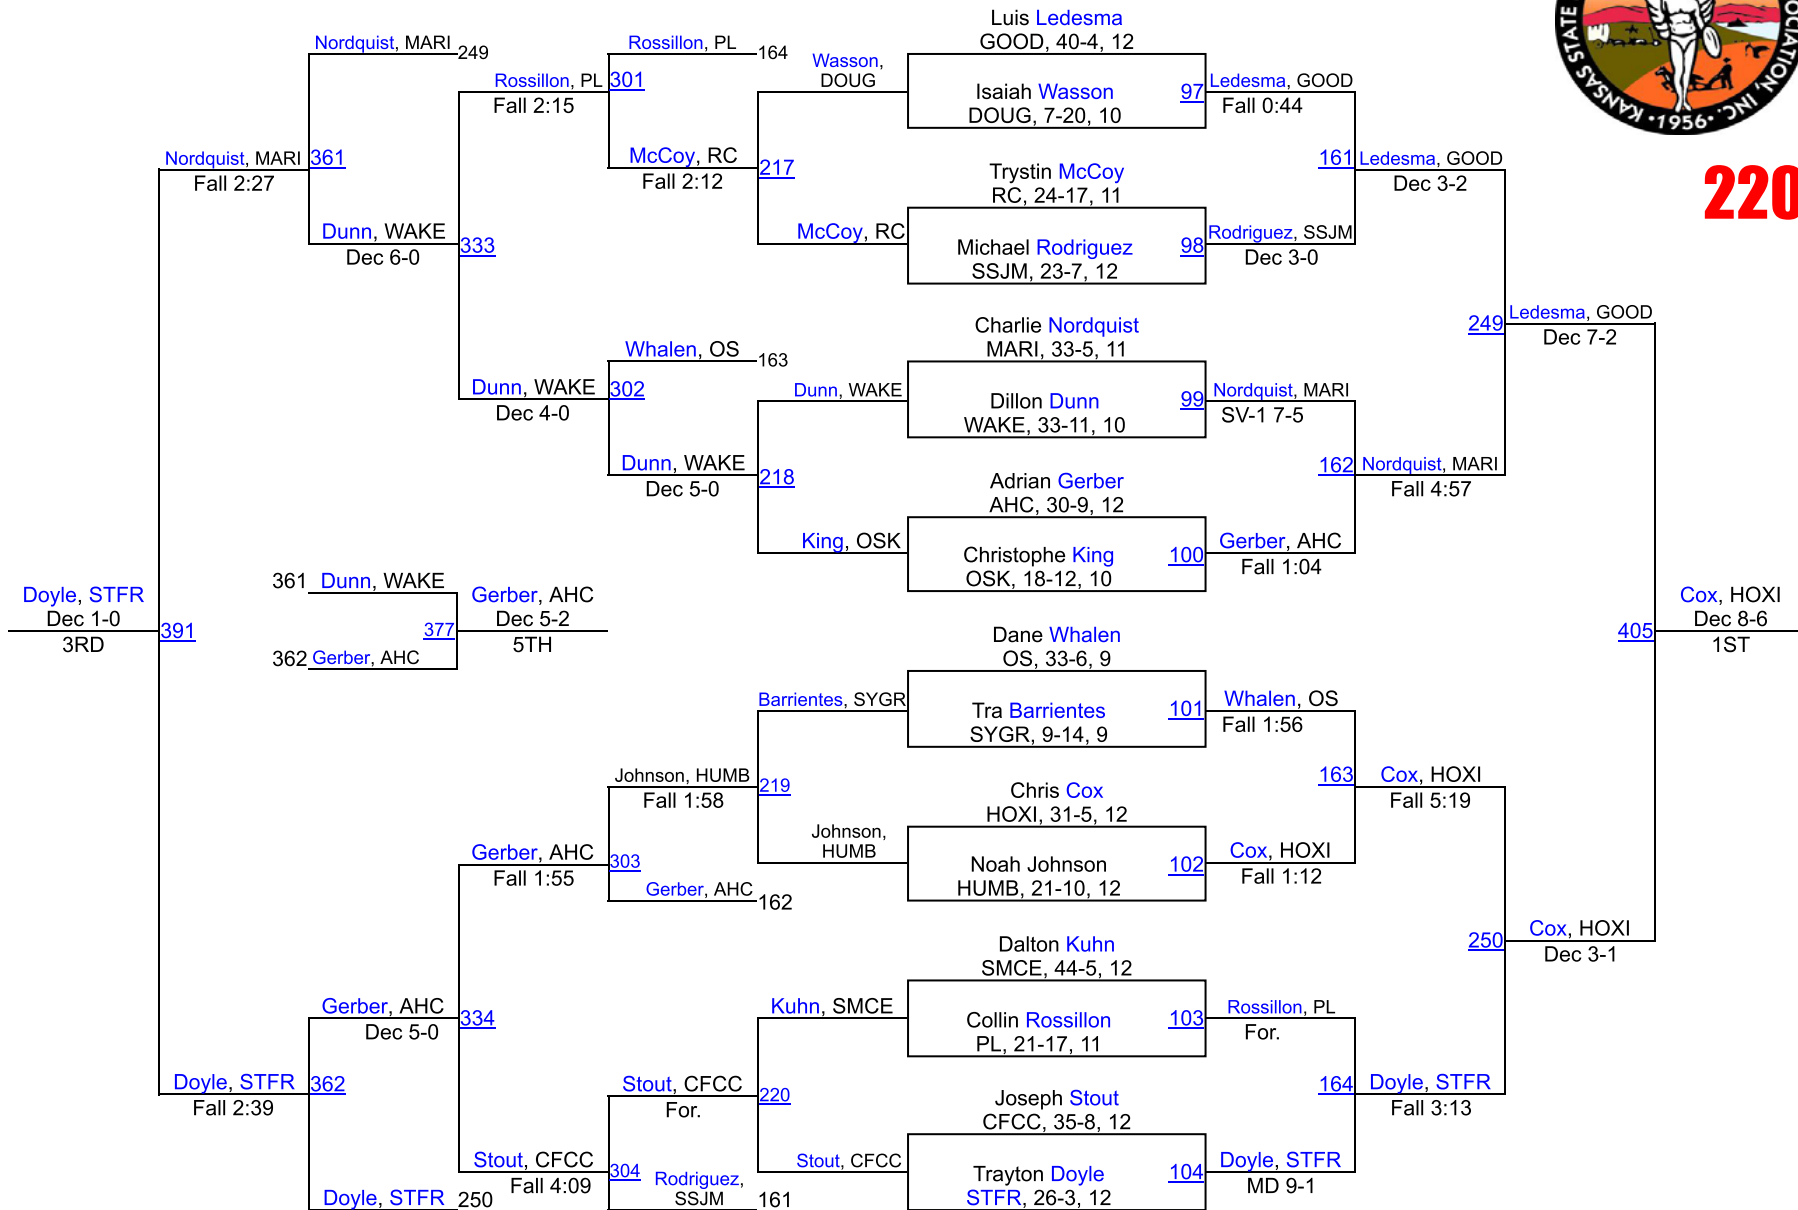 Luis Ledesma
GOOD, 40-4, 12
Isaiah Wasson
DOUG, 7-20, 10
97
Trystin McCoy
RC, 24-17, 11
Michael Rodriguez
SSJM, 23-7, 12
98
Charlie Nordquist
MARI, 33-5, 11
Dillon Dunn
WAKE, 33-11, 10
99
Adrian Gerber
AHC, 30-9, 12
Christophe King
OSK, 18-12, 10
100
Dane Whalen
OS, 33-6, 9
Tra Barrientes
SYGR, 9-14, 9
101
Chris Cox
HOXI, 31-5, 12
Noah Johnson
HUMB, 21-10, 12
102
Dalton Kuhn
SMCE, 44-5, 12
Collin Rossillon
PL, 21-17, 11
103
Joseph Stout
CFCC, 35-8, 12
Trayton Doyle
STFR, 26-3, 12
104
Ledesma, GOOD
Fall 0:44
161
Rodriguez, SSJM
Dec 3-0
Nordquist, MARI
SV-1 7-5
162
Gerber, AHC
Fall 1:04
Whalen, OS
Fall 1:56
163
Cox, HOXI
Fall 1:12
Rossillon, PL
For.
164
Doyle, STFR
MD 9-1
Ledesma, GOOD
Dec 3-2
249
Nordquist, MARI
Fall 4:57
Cox, HOXI
Fall 5:19
250
Doyle, STFR
Fall 3:13
Ledesma, GOOD
Dec 7-2
405
Cox, HOXI
Dec 3-1
Cox, HOXI
Dec 8-6
1ST
Wasson,
DOUG
217
McCoy, RC
Dunn, WAKE
218
King, OSK
Barrientes, SYGR
219
Johnson,
HUMB
Kuhn, SMCE
220
Stout, CFCC
Rossillon, PL
164
301
McCoy, RC
Fall 2:12
Whalen, OS
163
302
Dunn, WAKE
Dec 5-0
Johnson, HUMB
Fall 1:58
303
Gerber, AHC
162
Stout, CFCC
For.
304
Rodriguez,
SSJM
161
Rossillon, PL
Fall 2:15
333
Dunn, WAKE
Dec 4-0
Gerber, AHC
Fall 1:55
334
Stout, CFCC
Fall 4:09
Nordquist, MARI
249
361
Dunn, WAKE
Dec 6-0
Gerber, AHC
Dec 5-0
362
Doyle, STFR
250
Nordquist, MARI
Fall 2:27
391
Doyle, STFR
Fall 2:39
Doyle, STFR
Dec 1-0
3RD
361 Dunn, WAKE
377
362 Gerber, AHC
Gerber, AHC
Dec 5-2
5TH
KANSAS STATE
OCIATION, INC.
•1956•
220